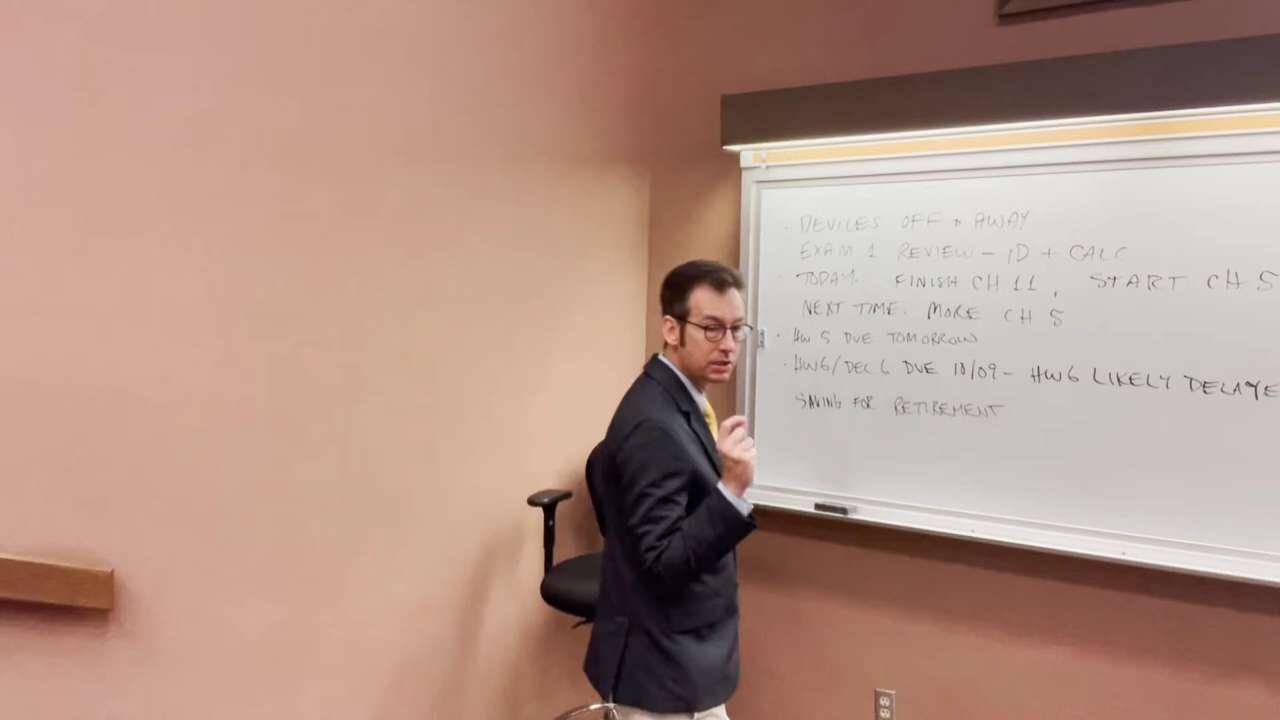 · DEVICES OFF & AWAY
· EXAM 1 REVIEW – ID + CALC
· TODAY: FINISH CH 11, START CH 5
NEXT TIME: MORE CH 5
· HW 5 DUE TOMORROW
· HW6/DEC 6 DUE 10/09 – HW6 LIKELY DELAYE
SAVING FOR RETIREMENT